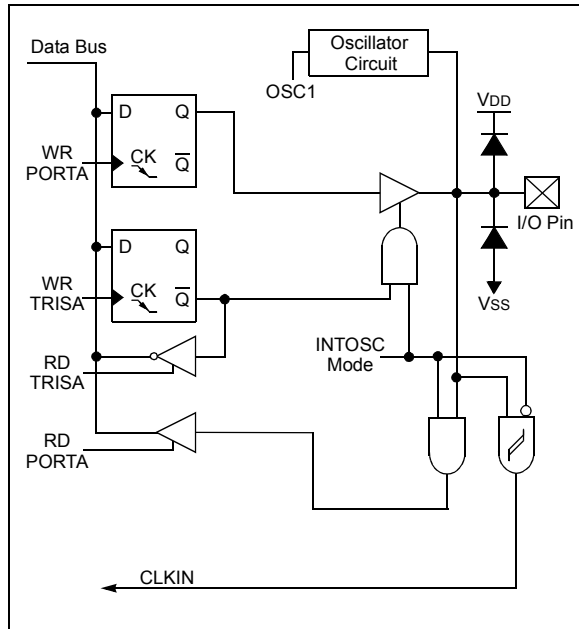 Data Bus
Oscillator
Circuit
OSC1
VDD
D Q
WR
PORTA
CK Q
I/O Pin
D Q
WR
TRISA
CK Q
VSS
RD
TRISA
INTOSC
Mode
RD
PORTA
CLKIN